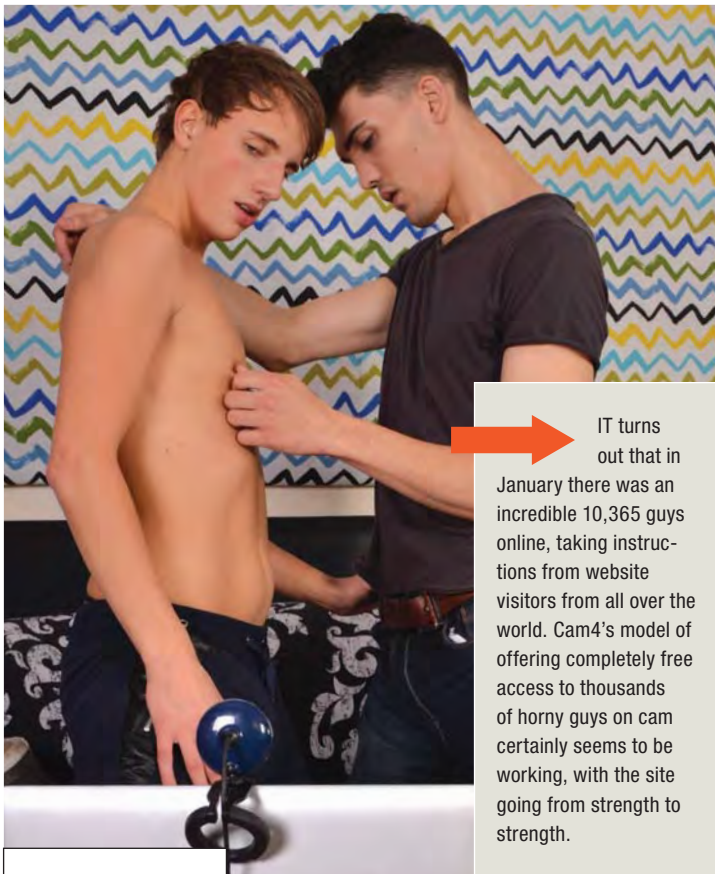 IT turns
out that in
January there was an
incredible 10,365 guys
online, taking instruc-
tions from website
visitors from all over the
world. Cam4's model of
offering completely free
access to thousands
of horny guys on cam
certainly seems to be
working, with the site
going from strength to
strength.